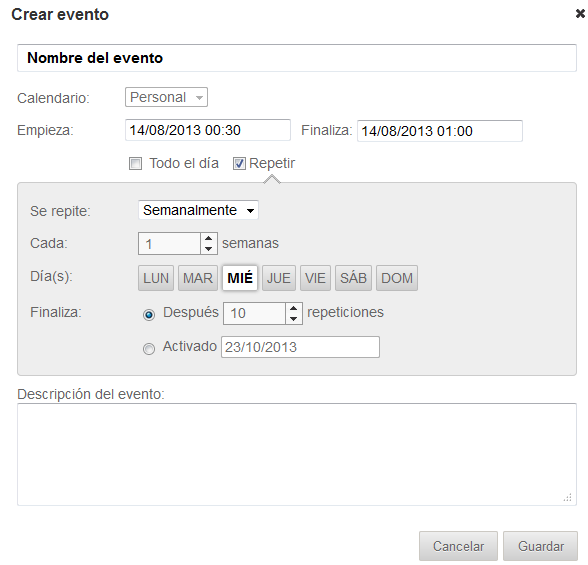 Crear evento
Nombre del evento
Calendario: Personal
Empieza: 14/08/2013 00:30 Finaliza: 14/08/2013 01:00
Todo el día Repetir
Se repite: Semanalmente
Cada: 1 semanas
Día(s): LUN MAR MIÉ JUE VIE SÁB DOM
Finaliza: Después 10 repeticiones
Activado 23/10/2013
Descripción del evento:
Cancelar Guardar